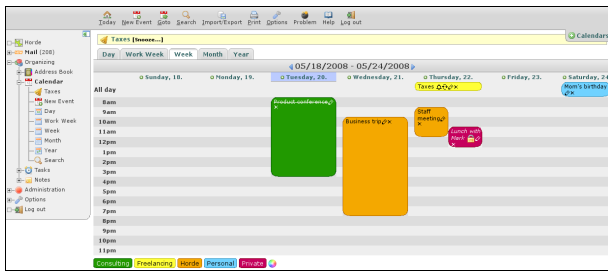 Today New Event Goto Search Import/Export Print Options Problem Help Log out
Horde
Mail (208)
Organizing
Address Book
Calendar
Taxes
New Event
Day
Work Week
Week
Month
Year
Search
Tasks
Notes
Administration
Options
Log out
Taxes [Snooze...]
Calendars
Day Work Week Week Month Year
05/18/2008 - 05/24/2008
Sunday, 18. Monday, 19. Tuesday, 20. Wednesday, 21. Thursday, 22. Friday, 23. Saturday, 24
All day
Taxes
Mom's birthday
8am
9am
10am
11am
12pm
1pm
2pm
3pm
4pm
5pm
6pm
7pm
8pm
9pm
10pm
11pm
Product conference
Business trip
Staff
meeting
Lunch with
Mark
Consulting Freelancing Horde Personal Private